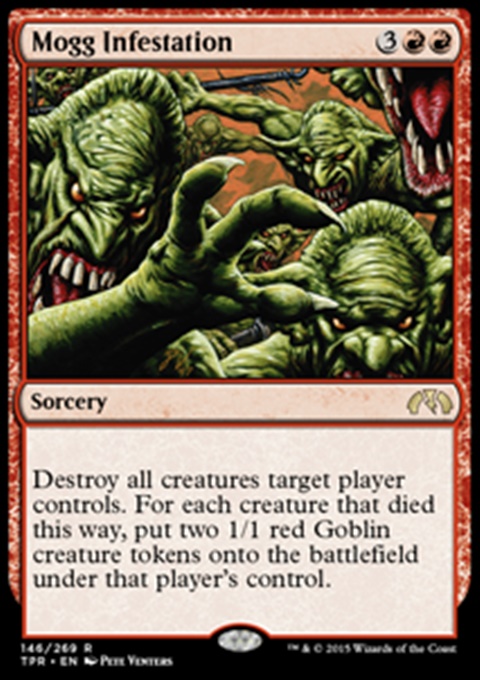 Mogg Infestation 3
Sorcery
Destroy all creatures target player
controls. For each creature that died
this way, put two 1/1 red Goblin
creature tokens onto the battlefield
under that player's control.
146/269 R
™ & © 2015 Wizards of the Coast
TPR • EN Pete Venters